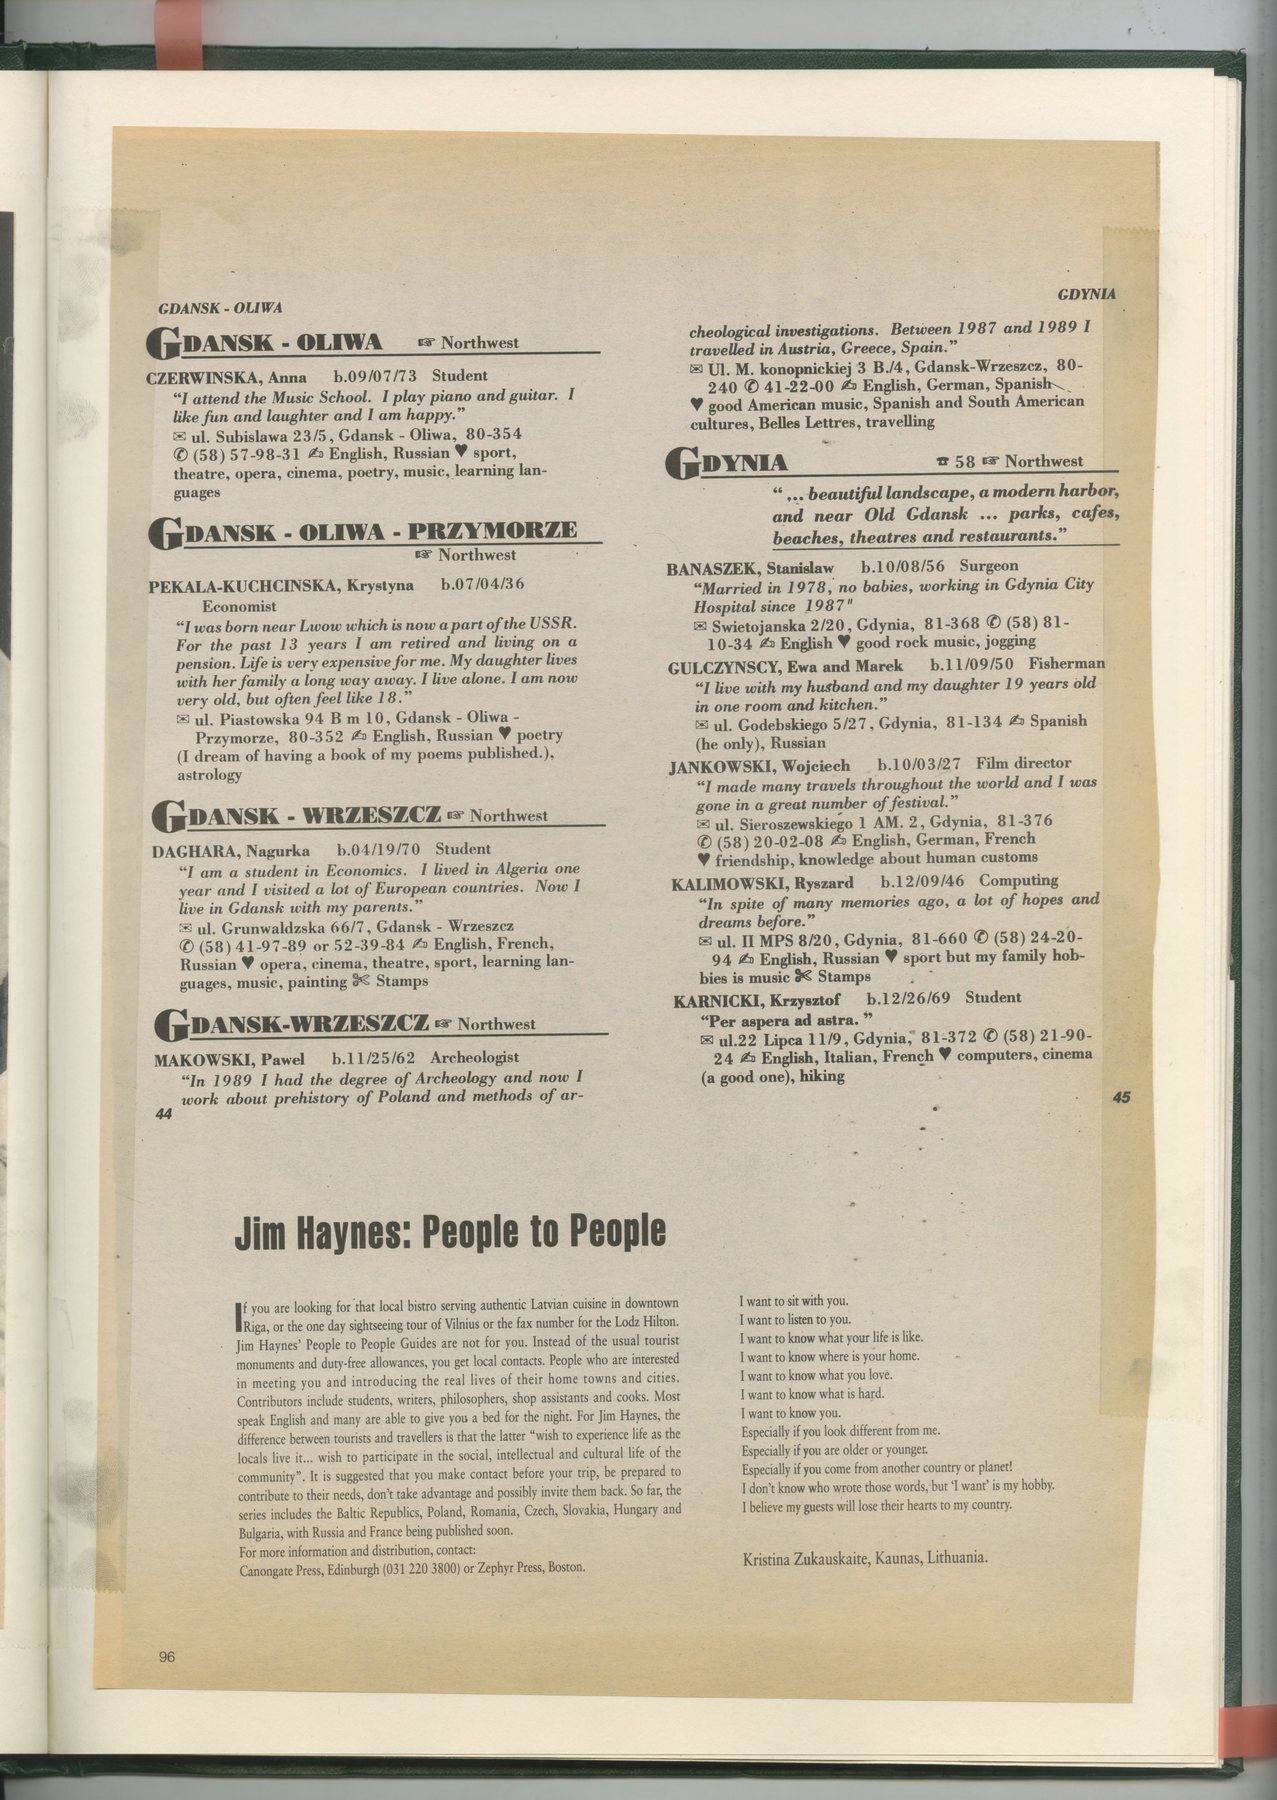 GDANSK - OLIWA
GDANSK - OLIWA ☞ Northwest
CZERWINSKA, Anna b.09/07/73 Student
“I attend the Music School. I play piano and guitar. I
like fun and laughter and I am happy.”
✉ ul. Subislawa 23/5, Gdansk - Oliwa, 80-354
✆ (58) 57-98-31 ✍ English, Russian ♥ sport,
theatre, opera, cinema, poetry, music, learning lan-
guages
GDANSK - OLIWA - PRZYMORZE
☞ Northwest
PEKALA-KUCHCINSKA, Krystyna b.07/04/36
Economist
“I was born near Lwow which is now a part of the USSR.
For the past 13 years I am retired and living on a
pension. Life is very expensive for me. My daughter lives
with her family a long way away. I live alone. I am now
very old, but often feel like 18.”
✉ ul. Piastowska 94 B m 10, Gdansk - Oliwa -
Przymorze, 80-352 ✍ English, Russian ♥ poetry
(I dream of having a book of my poems published.),
astrology
GDANSK - WRZESZCZ ☞ Northwest
DAGHARA, Nagurka b.04/19/70 Student
“I am a student in Economics. I lived in Algeria one
year and I visited a lot of European countries. Now I
live in Gdansk with my parents.”
✉ ul. Grunwaldzska 66/7, Gdansk - Wrzeszcz
✆ (58) 41-97-89 or 52-39-84 ✍ English, French,
Russian ♥ opera, cinema, theatre, sport, learning lan-
guages, music, painting ✀ Stamps
GDANSK-WRZESZCZ ☞ Northwest
MAKOWSKI, Pawel b.11/25/62 Archeologist
“In 1989 I had the degree of Archeology and now I
work about prehistory of Poland and methods of ar-
44
GDYNIA
cheological investigations. Between 1987 and 1989 I
travelled in Austria, Greece, Spain.”
✉ Ul. M. konopnickiej 3 B./4, Gdansk-Wrzeszcz, 80-
240 ✆ 41-22-00 ✍ English, German, Spanish
♥ good American music, Spanish and South American
cultures, Belles Lettres, travelling
GDYNIA ☎ 58 ☞ Northwest
“ ... beautiful landscape, a modern harbor,
and near Old Gdansk ... parks, cafes,
beaches, theatres and restaurants.”
BANASZEK, Stanislaw b.10/08/56 Surgeon
“Married in 1978, no babies, working in Gdynia City
Hospital since 1987"
✉ Swietojanska 2/20, Gdynia, 81-368 ✆ (58) 81-
10-34 ✍ English ♥ good rock music, jogging
GULCZYNSCY, Ewa and Marek b.11/09/50 Fisherman
“I live with my husband and my daughter 19 years old
in one room and kitchen.”
✉ ul. Godebskiego 5/27, Gdynia, 81-134 ✍ Spanish
(he only), Russian
JANKOWSKI, Wojciech b.10/03/27 Film director
“I made many travels throughout the world and I was
gone in a great number of festival.”
✉ ul. Sieroszewskiego 1 AM. 2, Gdynia, 81-376
✆ (58) 20-02-08 ✍ English, German, French
♥ friendship, knowledge about human customs
KALIMOWSKI, Ryszard b.12/09/46 Computing
“In spite of many memories ago, a lot of hopes and
dreams before.”
✉ ul. II MPS 8/20, Gdynia, 81-660 ✆ (58) 24-20-
94 ✍ English, Russian ♥ sport but my family hob-
bies is music ✀ Stamps
KARNICKI, Krzysztof b.12/26/69 Student
“Per aspera ad astra. ”
✉ ul.22 Lipca 11/9, Gdynia, 81-372 ✆ (58) 21-90-
24 ✍ English, Italian, French ♥ computers, cinema
(a good one), hiking
45
Jim Haynes: People to People
If you are looking for that local bistro serving authentic Latvian cuisine in downtown
Riga, or the one day sightseeing tour of Vilnius or the fax number for the Lodz Hilton.
Jim Haynes’ People to People Guides are not for you. Instead of the usual tourist
monuments and duty-free allowances, you get local contacts. People who are interested
in meeting you and introducing the real lives of their home towns and cities.
Contributors include students, writers, philosophers, shop assistants and cooks. Most
speak English and many are able to give you a bed for the night. For Jim Haynes, the
difference between tourists and travellers is that the latter “wish to experience life as the
locals live it... wish to participate in the social, intellectual and cultural life of the
community”. It is suggested that you make contact before your trip, be prepared to
contribute to their needs, don’t take advantage and possibly invite them back. So far, the
series includes the Baltic Republics, Poland, Romania, Czech, Slovakia, Hungary and
Bulgaria, with Russia and France being published soon.
For more information and distribution, contact:
Canongate Press, Edinburgh (031 220 3800) or Zephyr Press, Boston.
I want to sit with you.
I want to listen to you.
I want to know what your life is like.
I want to know where is your home.
I want to know what you love.
I want to know what is hard.
I want to know you.
Especially if you look different from me.
Especially if you are older or younger.
Especially if you come from another country or planet!
I don’t know who wrote those words, but ‘I want’ is my hobby.
I believe my guests will lose their hearts to my country.
Kristina Zukauskaite, Kaunas, Lithuania.
96